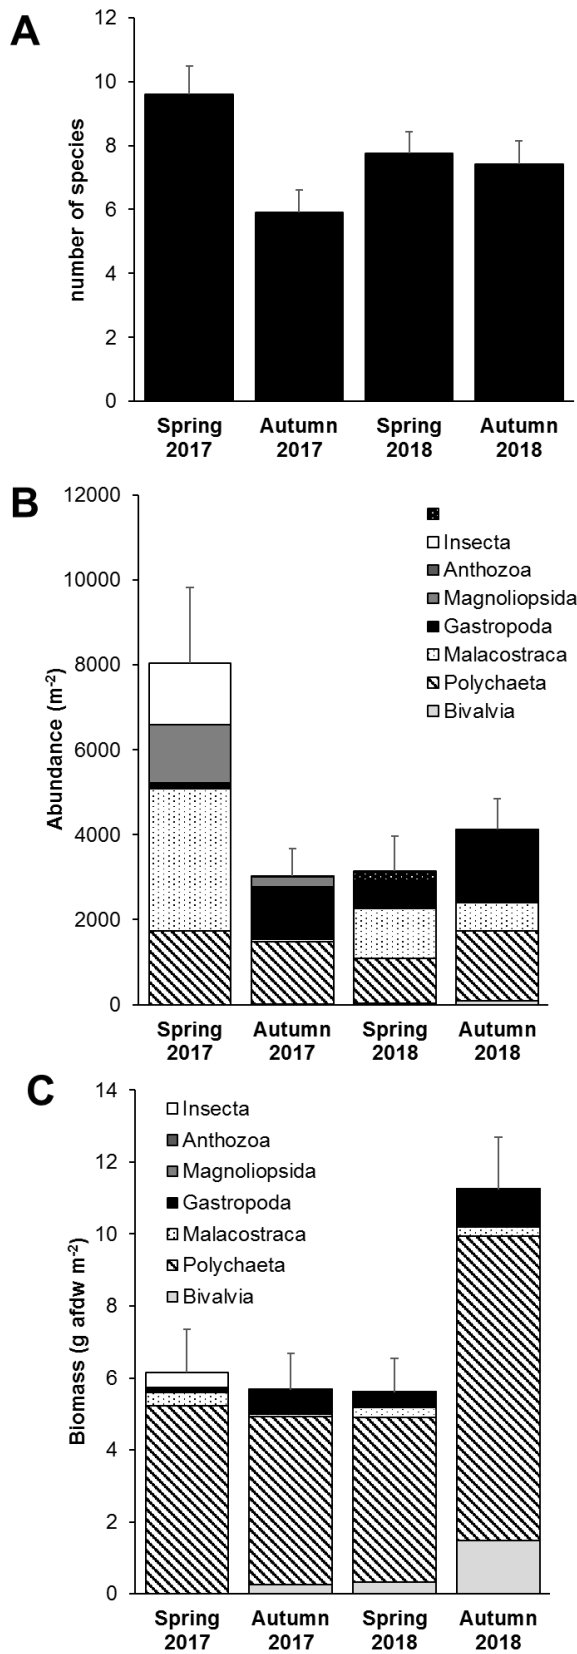 A
number of species
12
10
8
6
4
2
0
Spring Autumn Spring Autumn
2017 2017 2018 2018
B
Abundance (m-2)
12000
10000
8000
6000
4000
2000
0
Insecta
Anthozoa
Magnoliopsida
Gastropoda
Malacostraca
Polychaeta
Bivalvia
Spring Autumn Spring Autumn
2017 2017 2018 2018
C
Biomass (g afdw m-2)
14
12
10
8
6
4
2
0
Insecta
Anthozoa
Magnoliopsida
Gastropoda
Malacostraca
Polychaeta
Bivalvia
Spring Autumn Spring Autumn
2017 2017 2018 2018